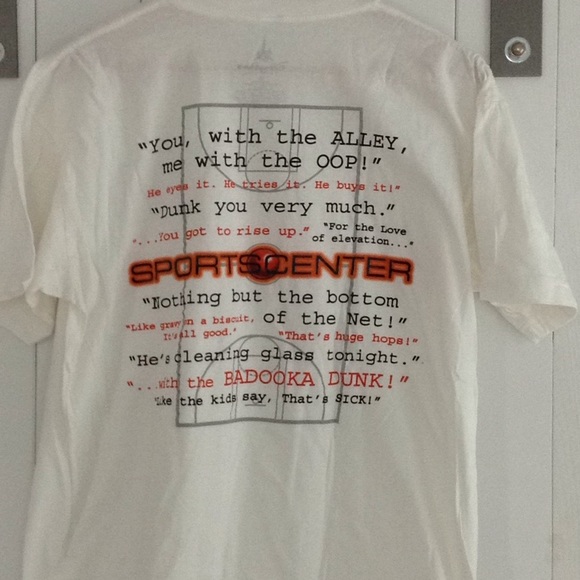 "You, with the ALLEY,
me with the OOP!"
He eyes it. He tries it. He buys it!"
"Dunk you very much."
"...You got to rise up." "For the Love
of elevation..."
SPORTSCENTER
"Nothing but the bottom
of the Net!"
"Like gravy on a biscuit,
It's all good."
"That's huge hops!"
"He's cleaning glass tonight."
"...with the BADOOKA DUNK!"
"Like the kids say, That's SICK!"